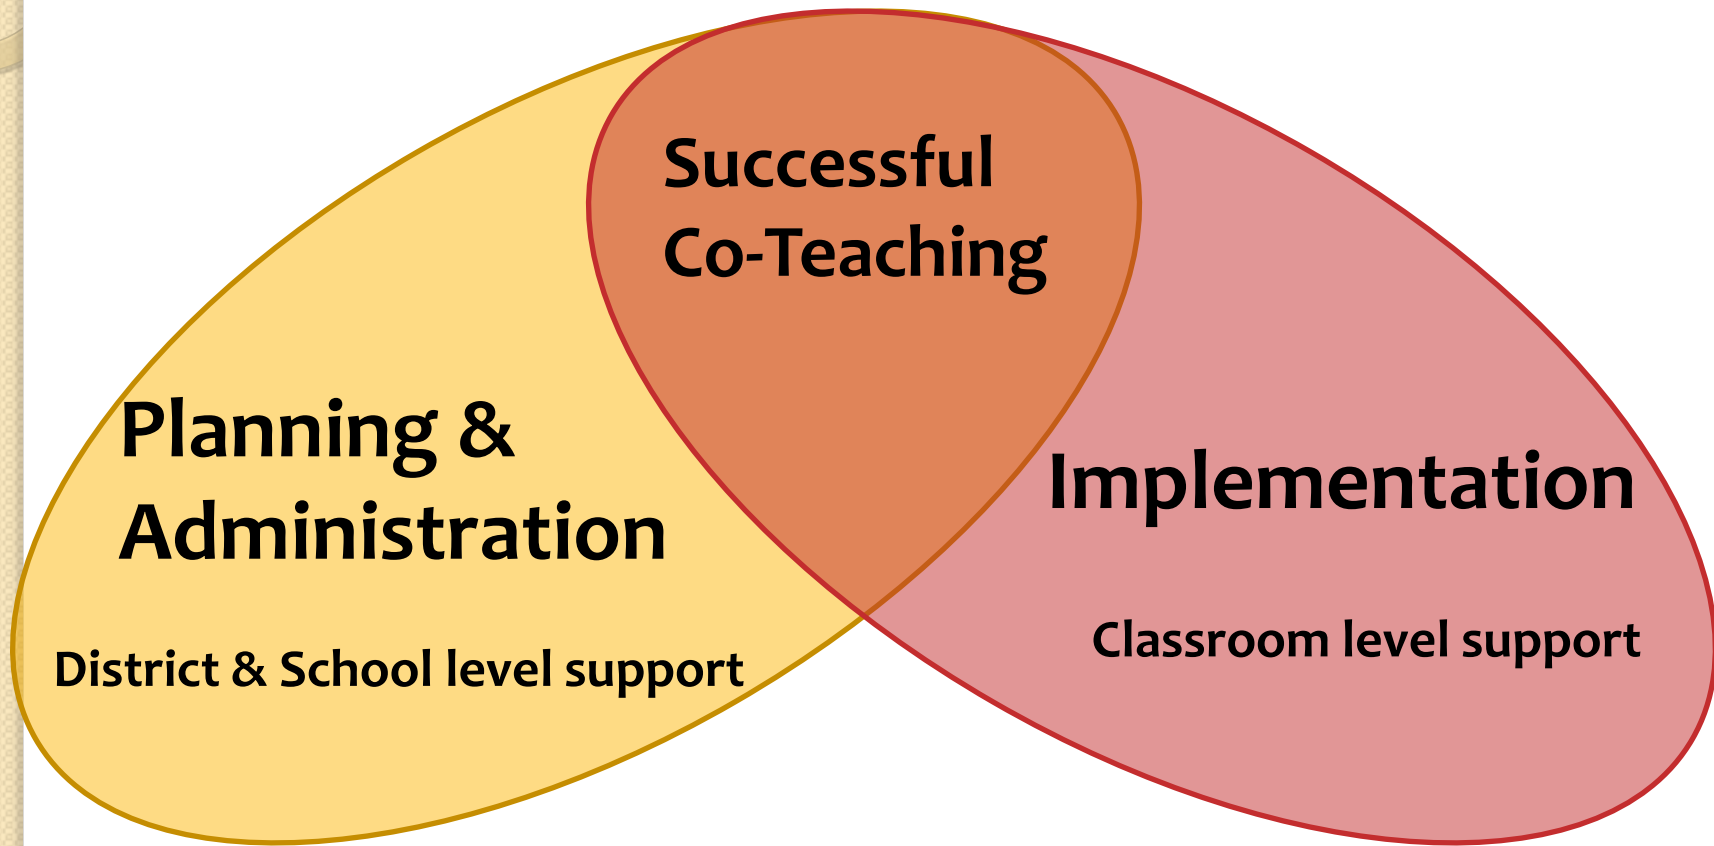 Successful
Co-Teaching
Planning &
Administration
District & School level support
Implementation
Classroom level support